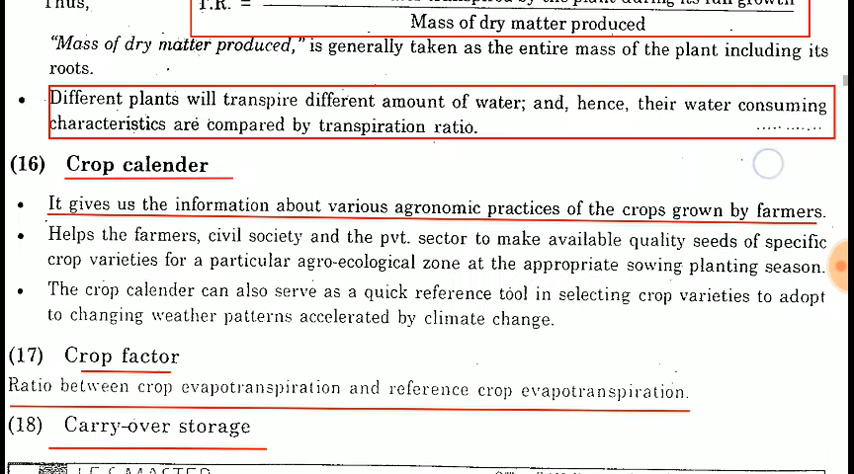 Thus,
T.R. =
Mass of dry matter produced
"Mass of dry matter produced," is generally taken as the entire mass of the plant including its
roots.
• Different plants will transpire different amount of water; and, hence, their water consuming
characteristics are compared by transpiration ratio.
(16) Crop calender
• It gives us the information about various agronomic practices of the crops grown by farmers.
• Helps the farmers, civil society and the pvt. sector to make available quality seeds of specific
crop varieties for a particular agro-ecological zone at the appropriate sowing planting season.
• The crop calender can also serve as a quick reference tool in selecting crop varieties to adopt
to changing weather patterns accelerated by climate change.
(17) Crop factor
Ratio between crop evapotranspiration and reference crop evapotranspiration.
(18) Carry-over storage